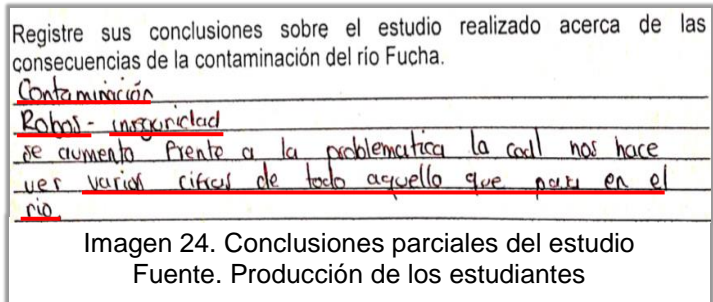 Registre sus conclusiones sobre el estudio realizado acerca de las
consecuencias de la contaminación del río Fucha.
Contaminación
Robos - inseguridad
se aumento frente a la problematica la cual nos hace
ver varias cifras de todo aquello que pasa en el
rio.
Imagen 24. Conclusiones parciales del estudio
Fuente. Producción de los estudiantes